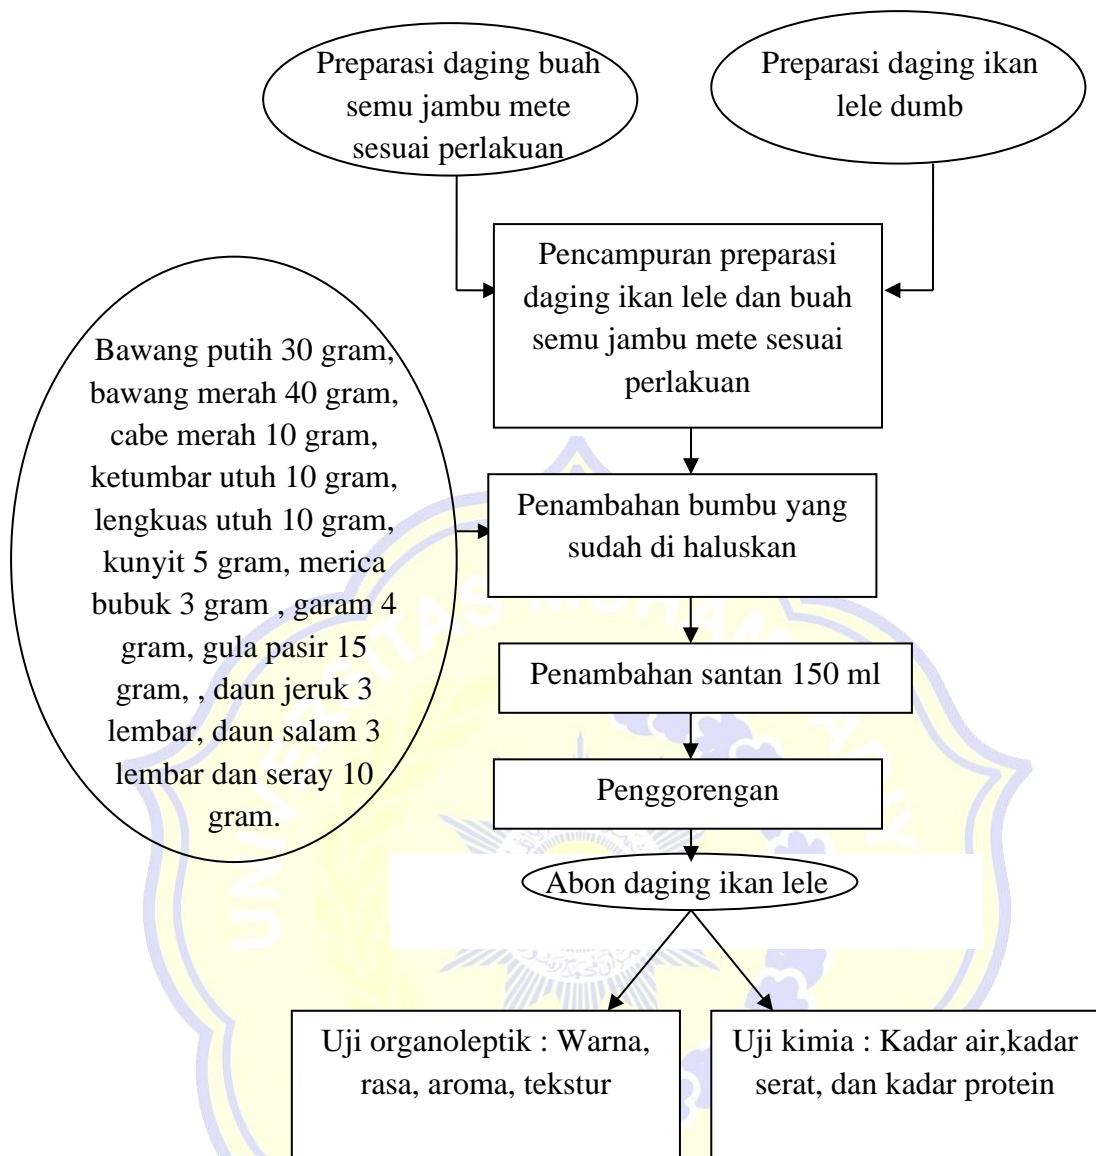 Preparasi daging buah
semu jambu mete
sesuai perlakuan
Preparasi daging ikan
lele dumb
Pencampuran preparasi
daging ikan lele dan buah
semu jambu mete sesuai
perlakuan
Bawang putih 30 gram,
bawang merah 40 gram,
cabe merah 10 gram,
ketumbar utuh 10 gram,
lengkuas utuh 10 gram,
kunyit 5 gram, merica
bubuk 3 gram , garam 4
gram, gula pasir 15
gram, , daun jeruk 3
lembar, daun salam 3
lembar dan seray 10
gram.
Penambahan bumbu yang
sudah di haluskan
Penambahan santan 150 ml
Penggorengan
Abon daging ikan lele
Uji organoleptik : Warna,
rasa, aroma, tekstur
Uji kimia : Kadar air,kadar
serat, dan kadar protein